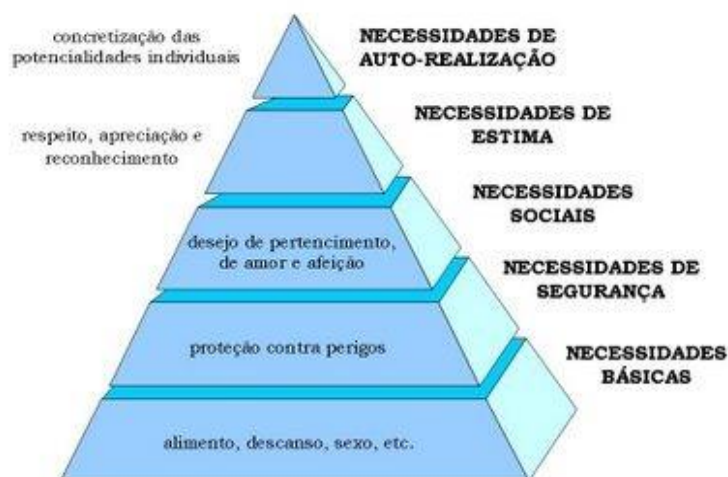 concretização das
potencialidades individuais
NECESSIDADES DE
AUTO-REALIZAÇÃO
respeito, apreciação e
reconhecimento
NECESSIDADES DE
ESTIMA
desejo de pertencimento,
de amor e afeição
NECESSIDADES
SOCIAIS
proteção contra perigos
NECESSIDADES DE
SEGURANÇA
alimento, descanso, sexo, etc.
NECESSIDADES
BÁSICAS